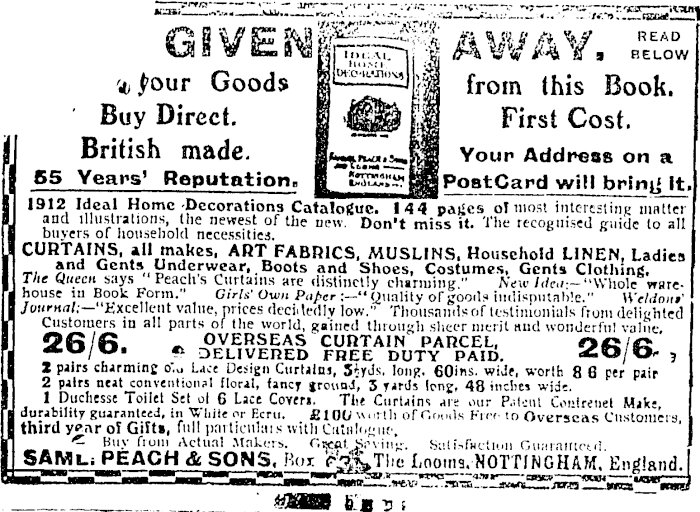 GIVEN AWAY. READ BELOW
IDEAL
HOME
DECORATIONS
NOTTINGHAM
ENGLAND
your Goods from this Book.
Buy Direct. First Cost.
British made. Your Address on a
55 Years' Reputation. PostCard will bring it.
1912 Ideal Home Decorations Catalogue. 144 pages of most interesting matter
and illustrations, the newest of the new. Don't miss it. The recognised guide to all
buyers of household necessities.
CURTAINS, all makes, ART FABRICS, MUSLINS, Household LINEN, Ladies
and Gents Underwear, Boots and Shoes, Costumes, Gents Clothing.
The Queen says "Peach's Curtains are distinctly charming." New Idea:—"Whole ware-
house in Book Form." Girls' Own Paper:—"Quality of goods indisputable." Weldons'
Journal:—"Excellent value, prices decidedly low." Thousands of testimonials from delighted
Customers in all parts of the world, gained through sheer merit and wonderful value.
26/6. OVERSEAS CURTAIN PARCEL, 26/6
DELIVERED FREE DUTY PAID.
2 pairs charming old Lace Design Curtains, 3½yds. long, 60ins. wide, worth 8 6 per pair
2 pairs neat conventional floral, fancy ground, 3 yards long, 48 inches wide.
1 Duchesse Toilet Set of 6 Lace Covers. The Curtains are our Patent Contrenet Make,
durability guaranteed, in White or Ecru. £100 worth of Goods Free to Overseas Customers,
third year of Gifts, full particulars with Catalogue,
Buy from Actual Makers. Great Saving. Satisfaction Guaranteed.
SAML. PEACH & SONS, Box The Looms, NOTTINGHAM, England.